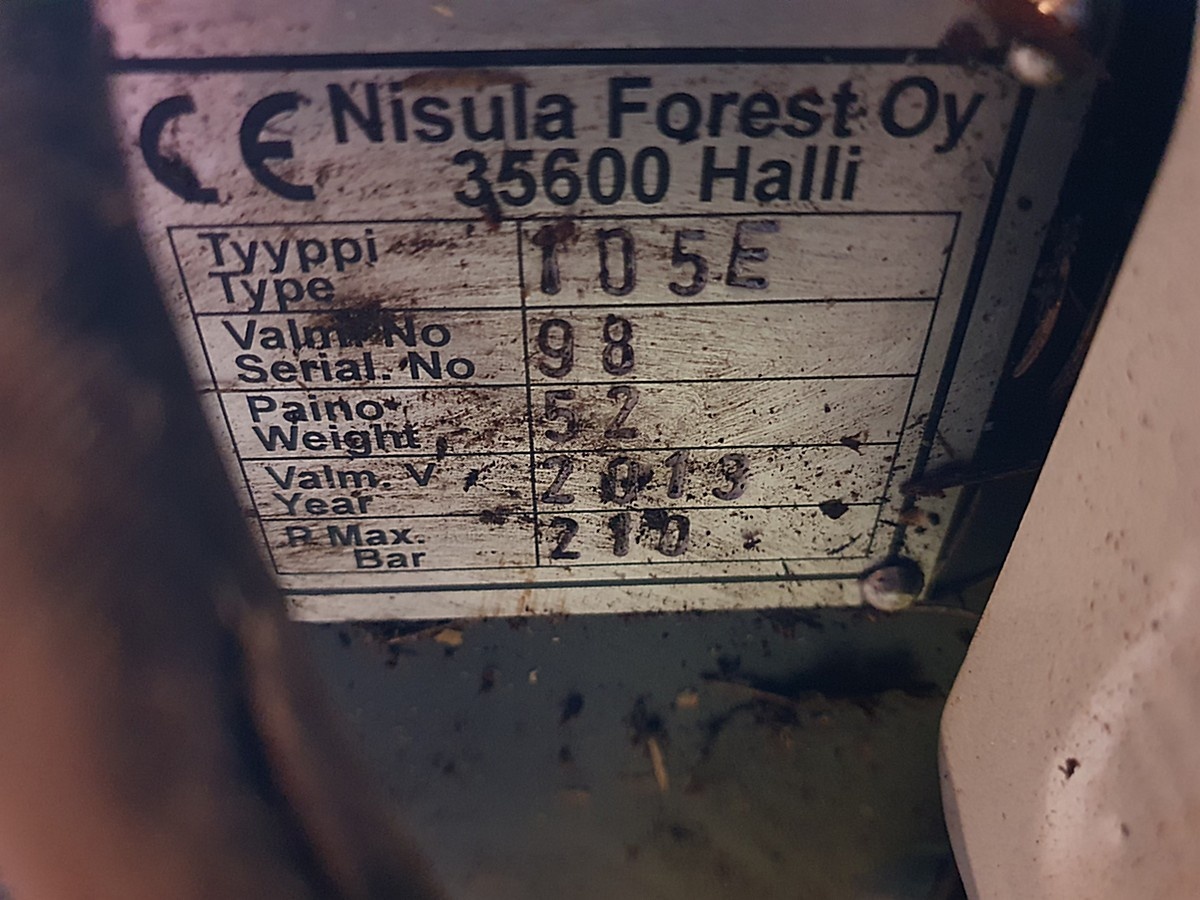 CE Nisula Forest Oy
35600 Halli
Tyyppi
Type
105E
Valm. No
Serial. No
98
Paino
Weight
52
Valm. V
Year
2013
P Max.
Bar
210